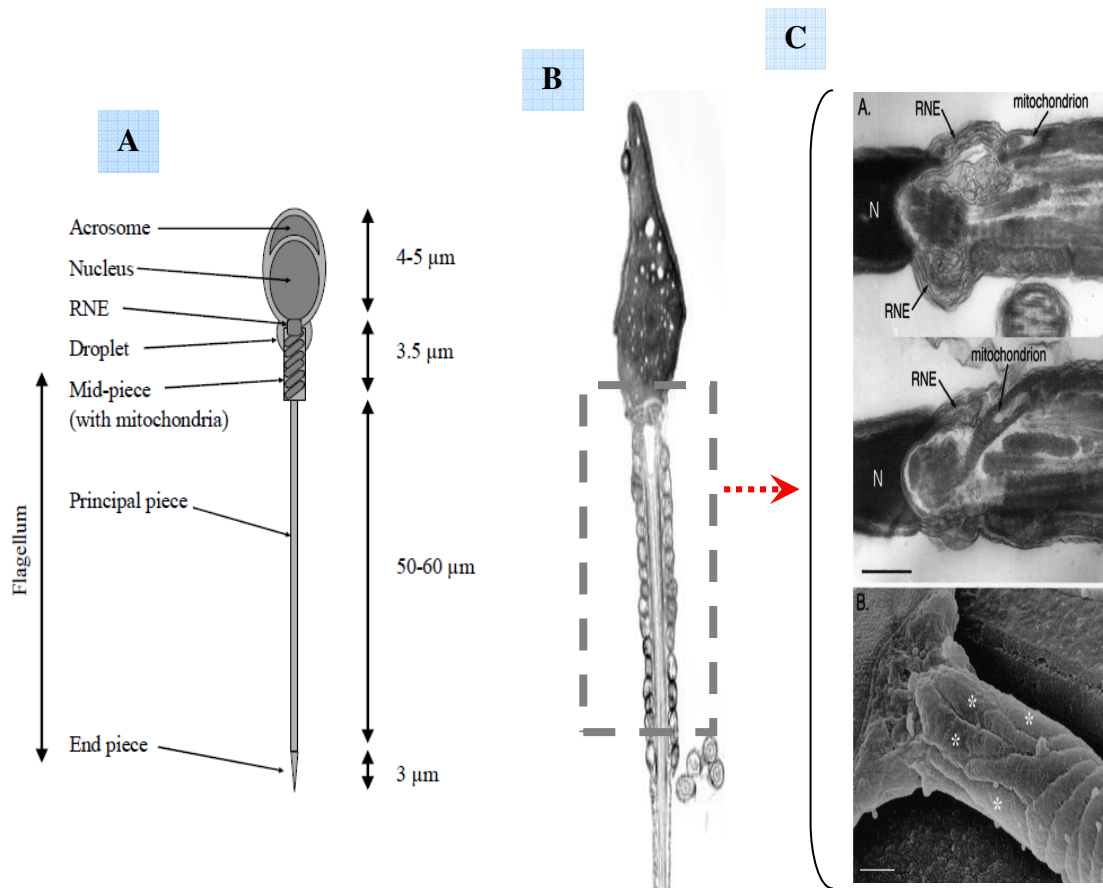 A
Acrosome
Nucleus
RNE
Droplet
Mid-piece
(with mitochondria)
Principal piece
End piece
Flagellum
4-5 µm
3.5 µm
50-60 µm
3 µm
B
C
A.
RNE
mitochondrion
N
RNE
RNE
mitochondrion
N
B.
*
*
*
*